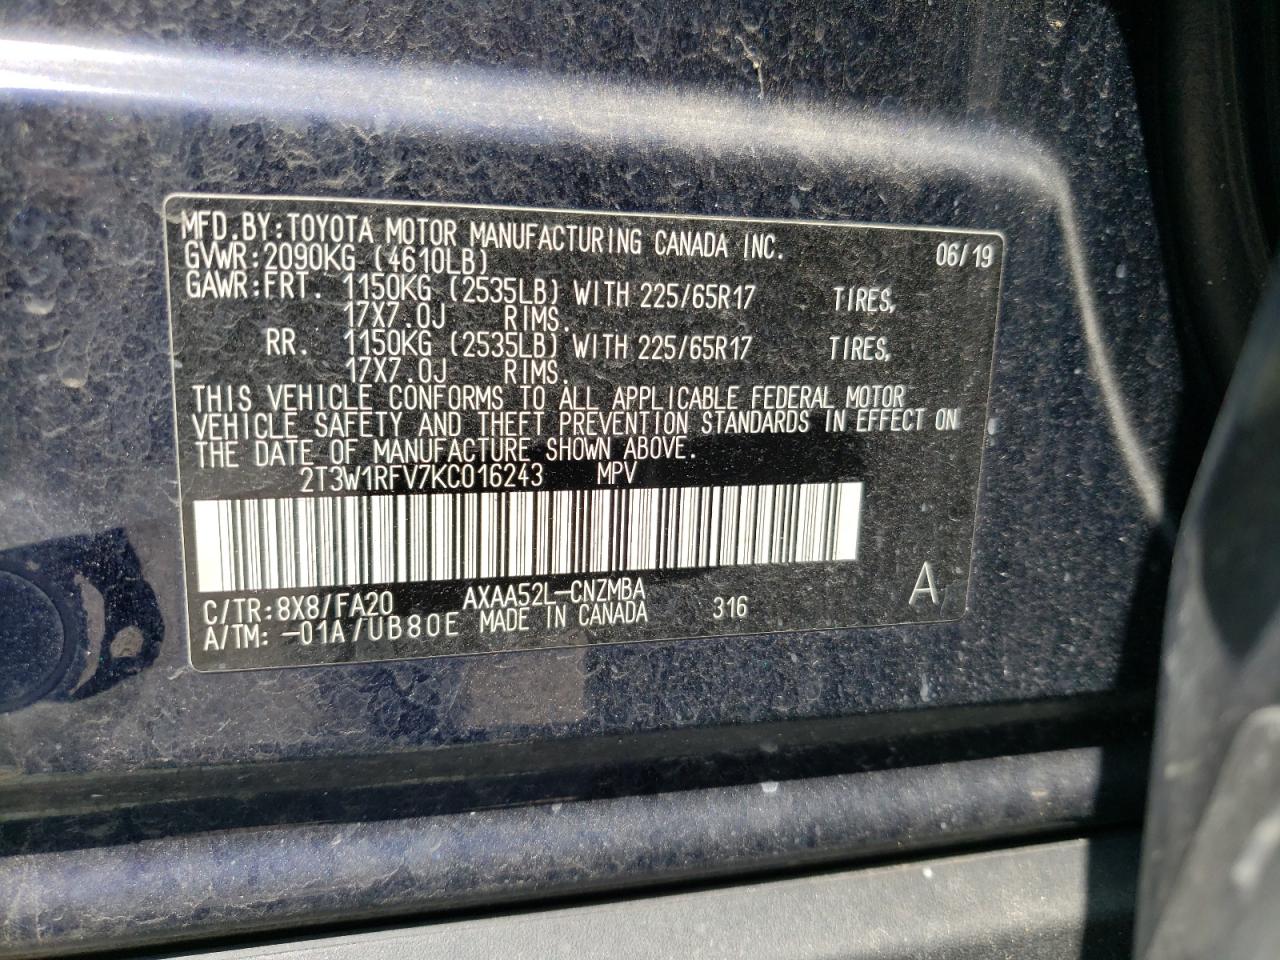 MFD.BY:TOYOTA MOTOR MANUFACTURING CANADA INC. 06/19
GVWR:2090KG (4610LB)
GAWR:FRT. 1150KG (2535LB) WITH 225/65R17 TIRES,
17X7.0J RIMS.
RR. 1150KG (2535LB) WITH 225/65R17 TIRES,
17X7.0J RIMS.
THIS VEHICLE CONFORMS TO ALL APPLICABLE FEDERAL MOTOR
VEHICLE SAFETY AND THEFT PREVENTION STANDARDS IN EFFECT ON
THE DATE OF MANUFACTURE SHOWN ABOVE.
2T3W1RFV7KC016243 MPV
C/TR:8X8/FA20 AXAA52L-CNZMBA 316 A
A/TM: -01A/UB80E MADE IN CANADA